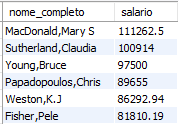 nome_completo salario
MacDonald,Mary S 111262.5
Sutherland,Claudia 100914
Young,Bruce 97500
Papadopoulos,Chris 89655
Weston,K.J 86292.94
Fisher,Pele 81810.19